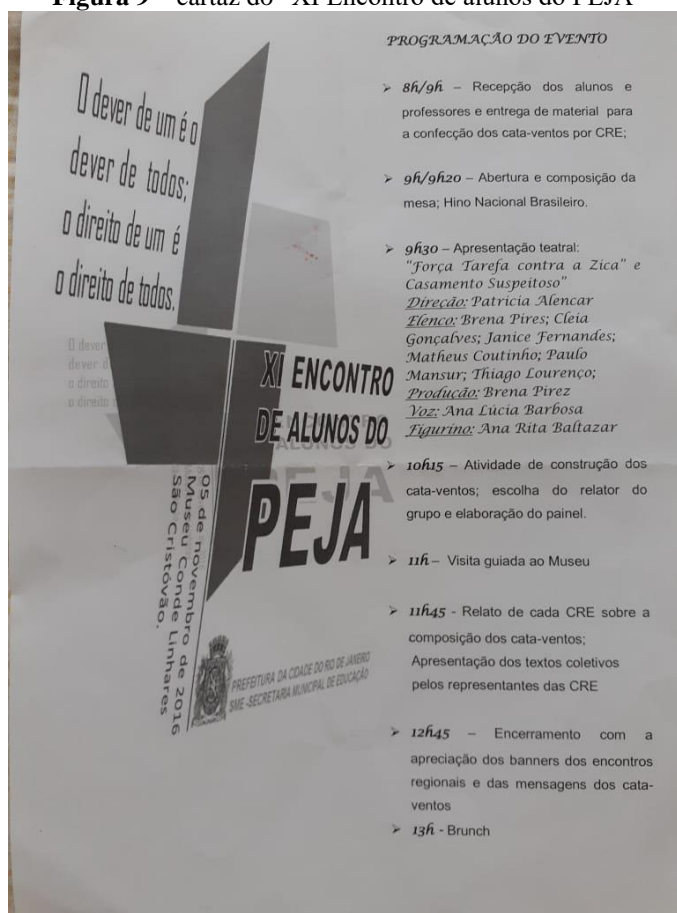 Figura 9 – cartaz do "XI Encontro de alunos do PEJA"
O dever de um é o
dever de todos;
o direito de um é
o direito de todos.
O dever
dever d
o direito
o direito
XI ENCONTRO
DE ALUNOS DO
PEJA
05 de novembro de 2016
Museu Conde Linhares
São Cristóvão.
PREFEITURA DA CIDADE DO RIO DE JANEIRO
SME -SECRETARIA MUNICIPAL DE EDUCAÇÃO
PROGRAMAÇÃO DO EVENTO
➢ 8h/9h – Recepção dos alunos e
professores e entrega de material para
a confecção dos cata-ventos por CRE;
➢ 9h/9h20 – Abertura e composição da
mesa; Hino Nacional Brasileiro.
➢ 9h30 – Apresentação teatral:
"Força Tarefa contra a Zica" e
Casamento Suspeitoso"
Direção: Patricia Alencar
Elenco: Brena Pires; Cleia
Gonçalves; Janice Fernandes;
Matheus Coutinho; Paulo
Mansur; Thiago Lourenço;
Produção: Brena Pirez
Voz: Ana Lúcia Barbosa
Figurino: Ana Rita Baltazar
➢ 10h15 – Atividade de construção dos
cata-ventos; escolha do relator do
grupo e elaboração do painel.
➢ 11h – Visita guiada ao Museu
➢ 11h45 - Relato de cada CRE sobre a
composição dos cata-ventos;
Apresentação dos textos coletivos
pelos representantes das CRE
➢ 12h45 – Encerramento com a
apreciação dos banners dos encontros
regionais e das mensagens dos cata-
ventos
➢ 13h - Brunch